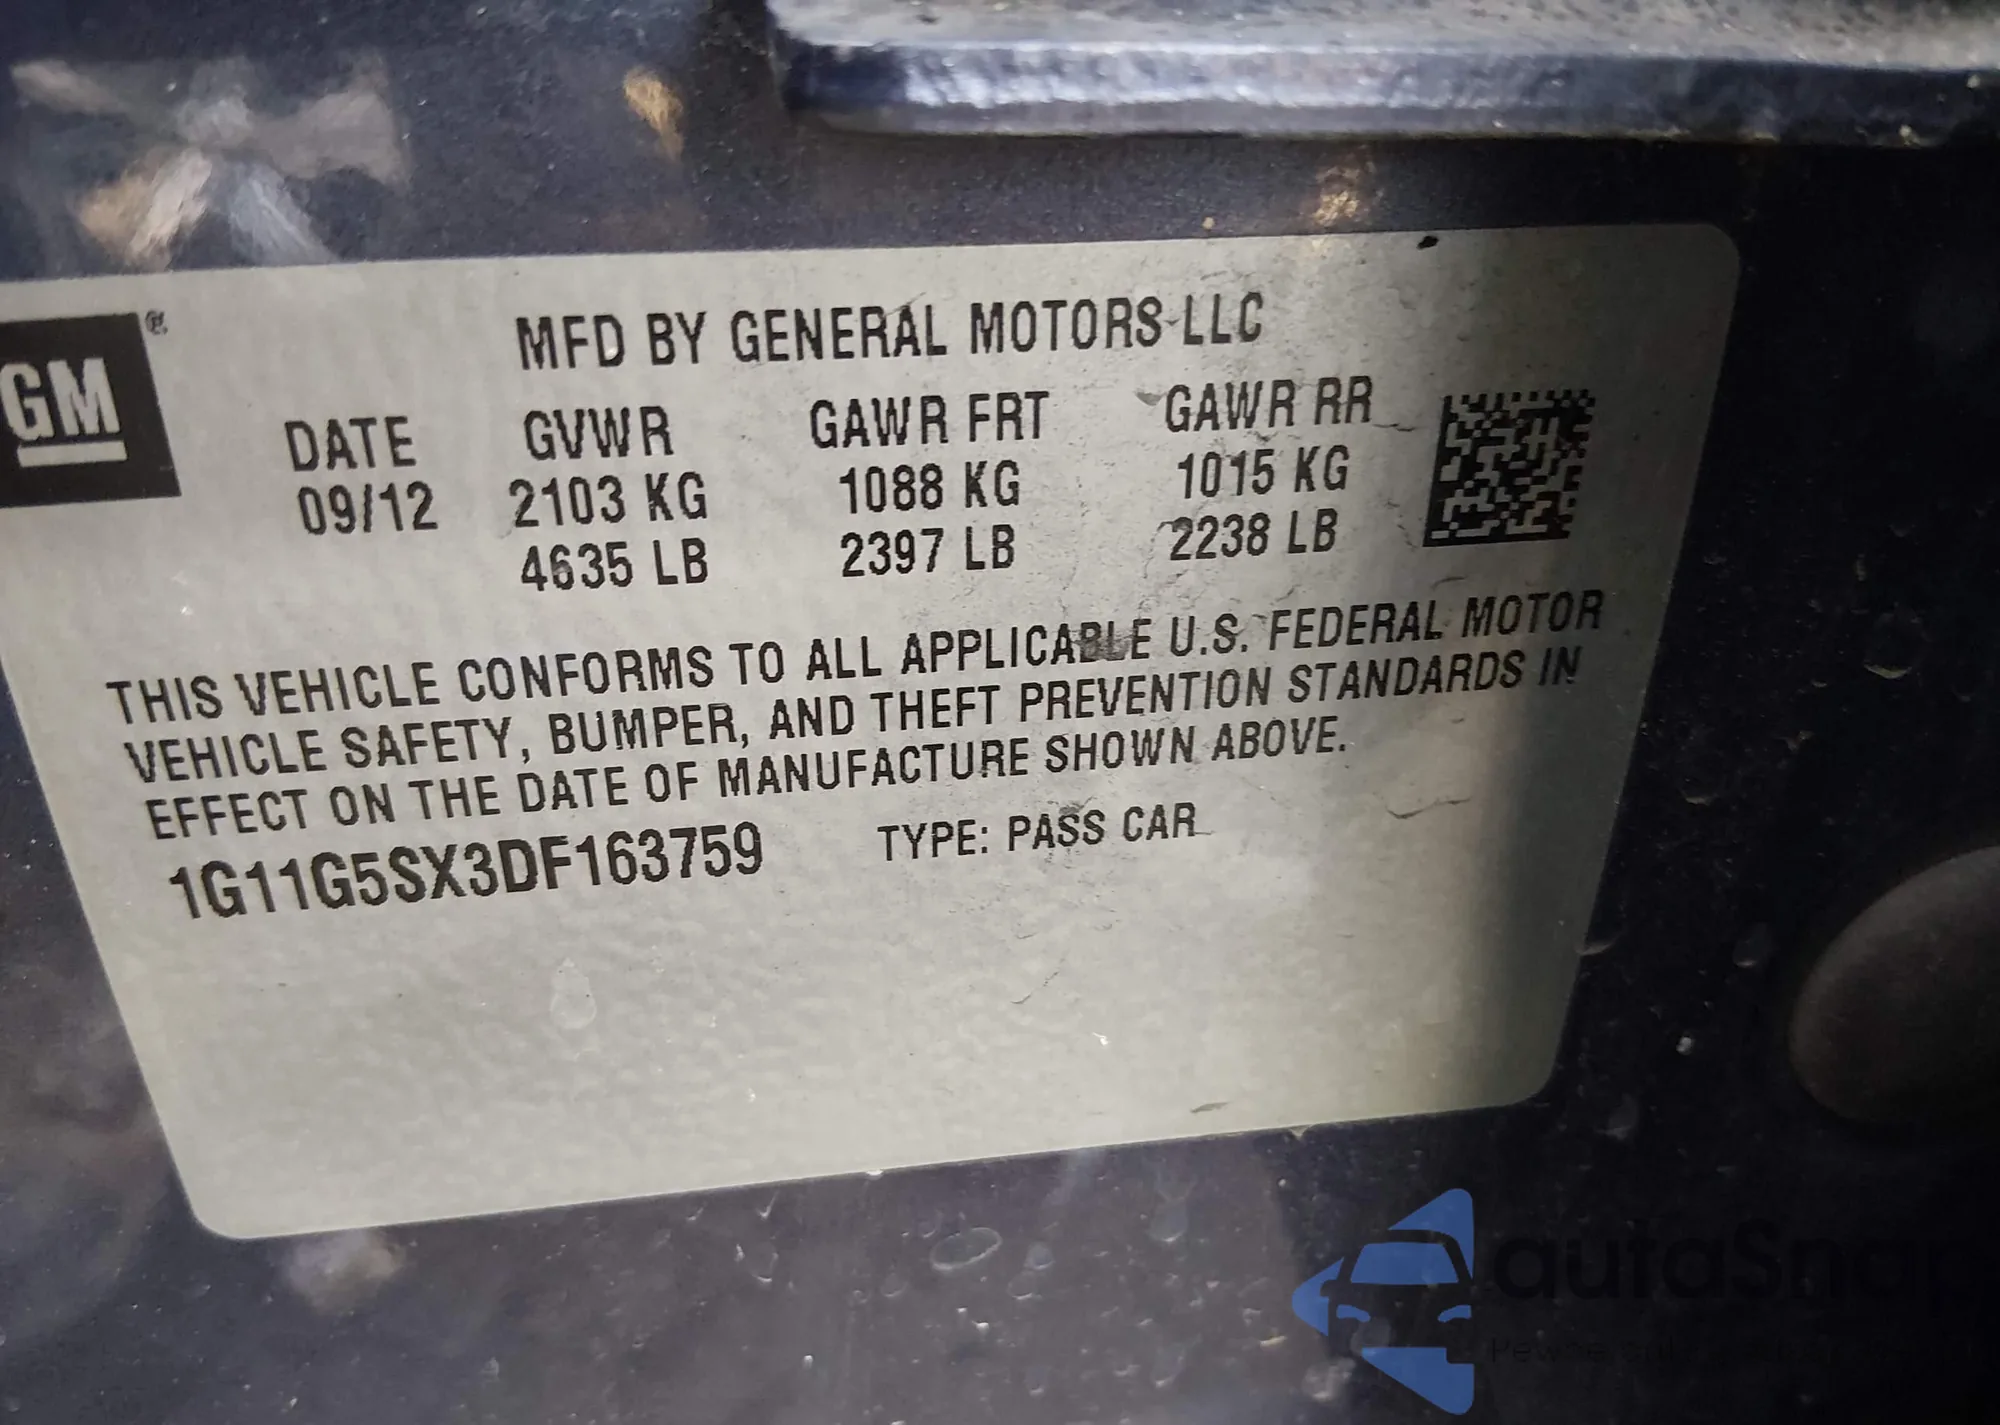 GM ®
MFD BY GENERAL MOTORS LLC
DATE GVWR GAWR FRT GAWR RR
09/12 2103 KG 1088 KG 1015 KG
4635 LB 2397 LB 2238 LB
THIS VEHICLE CONFORMS TO ALL APPLICABLE U.S. FEDERAL MOTOR
VEHICLE SAFETY, BUMPER, AND THEFT PREVENTION STANDARDS IN
EFFECT ON THE DATE OF MANUFACTURE SHOWN ABOVE.
1G11G5SX3DF163759 TYPE: PASS CAR